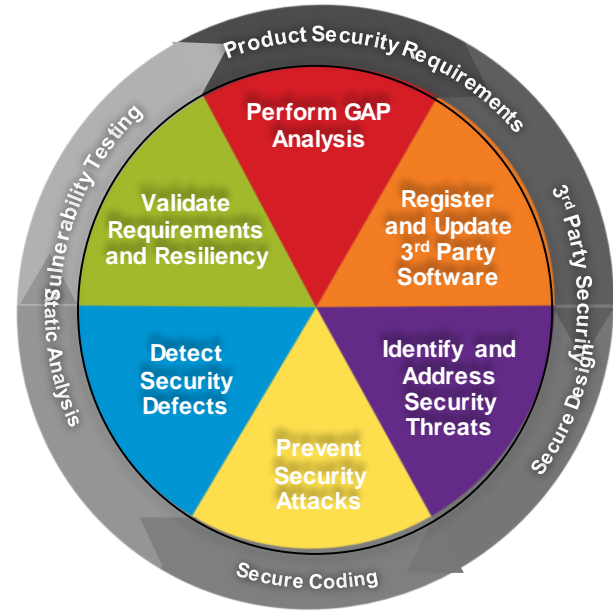 Product Security Requirements
3rd Party Security
Secure Design
Secure Coding
Static Analysis
Vulnerability Testing
Perform GAP
Analysis
Register
and Update
3rd Party
Software
Identify and
Address
Security
Threats
Prevent
Security
Attacks
Detect
Security
Defects
Validate
Requirements
and Resiliency